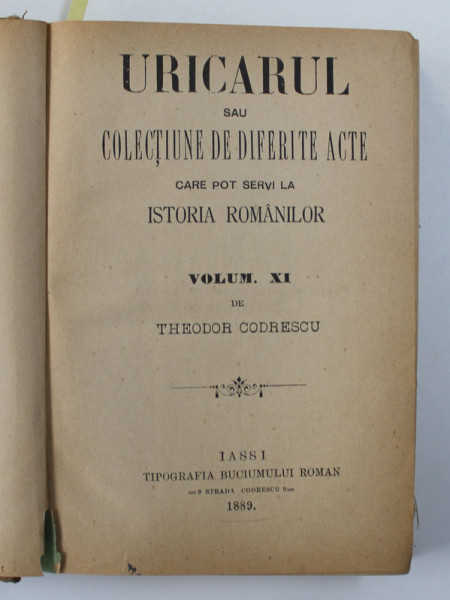 URICARUL
SAU
COLECȚIUNE DE DIFERITE ACTE
CARE POT SERVI LA
ISTORIA ROMÂNILOR
VOLUM. XI
DE
THEODOR CODRESCU
IASSI
TIPOGRAFIA BUCIUMULUI ROMAN
9 STRADA CODRESCU 9
1889.